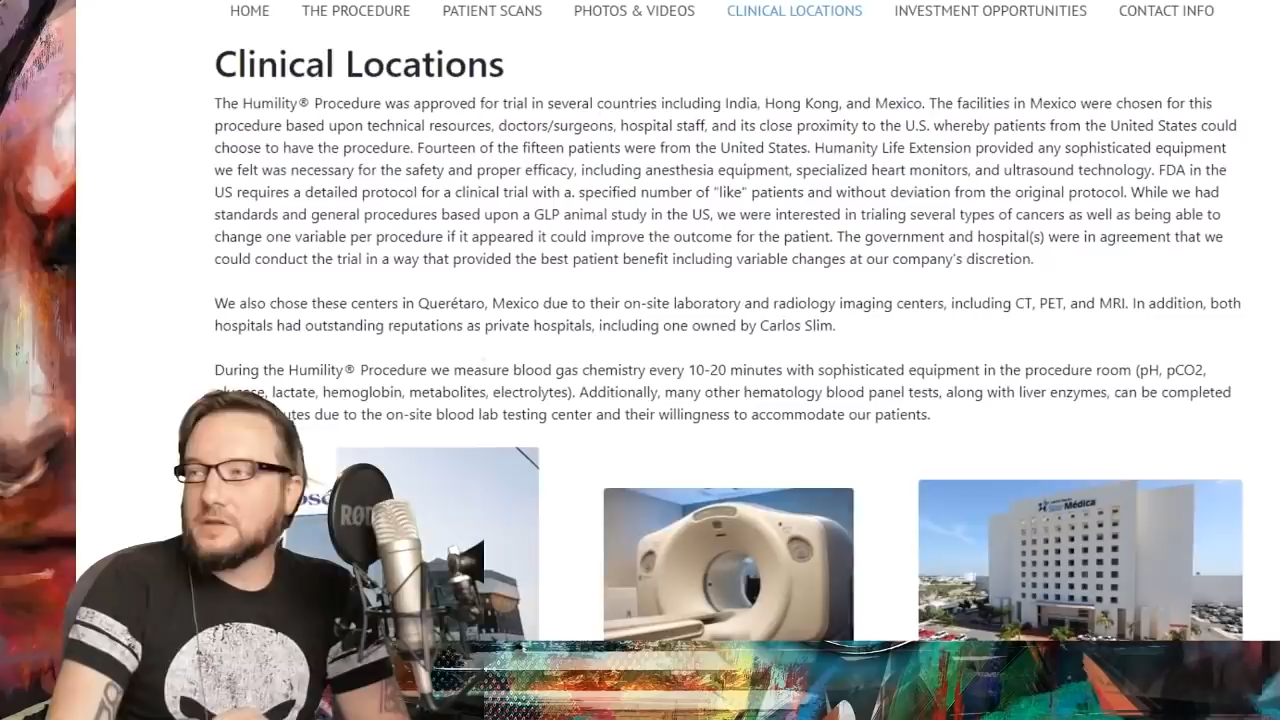 HOME THE PROCEDURE PATIENT SCANS PHOTOS & VIDEOS CLINICAL LOCATIONS INVESTMENT OPPORTUNITIES CONTACT INFO
Clinical Locations
The Humility® Procedure was approved for trial in several countries including India, Hong Kong, and Mexico. The facilities in Mexico were chosen for this
procedure based upon technical resources, doctors/surgeons, hospital staff, and its close proximity to the U.S. whereby patients from the United States could
choose to have the procedure. Fourteen of the fifteen patients were from the United States. Humanity Life Extension provided any sophisticated equipment
we felt was necessary for the safety and proper efficacy, including anesthesia equipment, specialized heart monitors, and ultrasound technology. FDA in the
US requires a detailed protocol for a clinical trial with a. specified number of "like" patients and without deviation from the original protocol. While we had
standards and general procedures based upon a GLP animal study in the US, we were interested in trialing several types of cancers as well as being able to
change one variable per procedure if it appeared it could improve the outcome for the patient. The government and hospital(s) were in agreement that we
could conduct the trial in a way that provided the best patient benefit including variable changes at our company's discretion.
We also chose these centers in Querétaro, Mexico due to their on-site laboratory and radiology imaging centers, including CT, PET, and MRI. In addition, both
hospitals had outstanding reputations as private hospitals, including one owned by Carlos Slim.
During the Humility® Procedure we measure blood gas chemistry every 10-20 minutes with sophisticated equipment in the procedure room (pH, pCO2,
lactate, hemoglobin, metabolites, electrolytes). Additionally, many other hematology blood panel tests, along with liver enzymes, can be completed
due to the on-site blood lab testing center and their willingness to accommodate our patients.
RØD
Médica